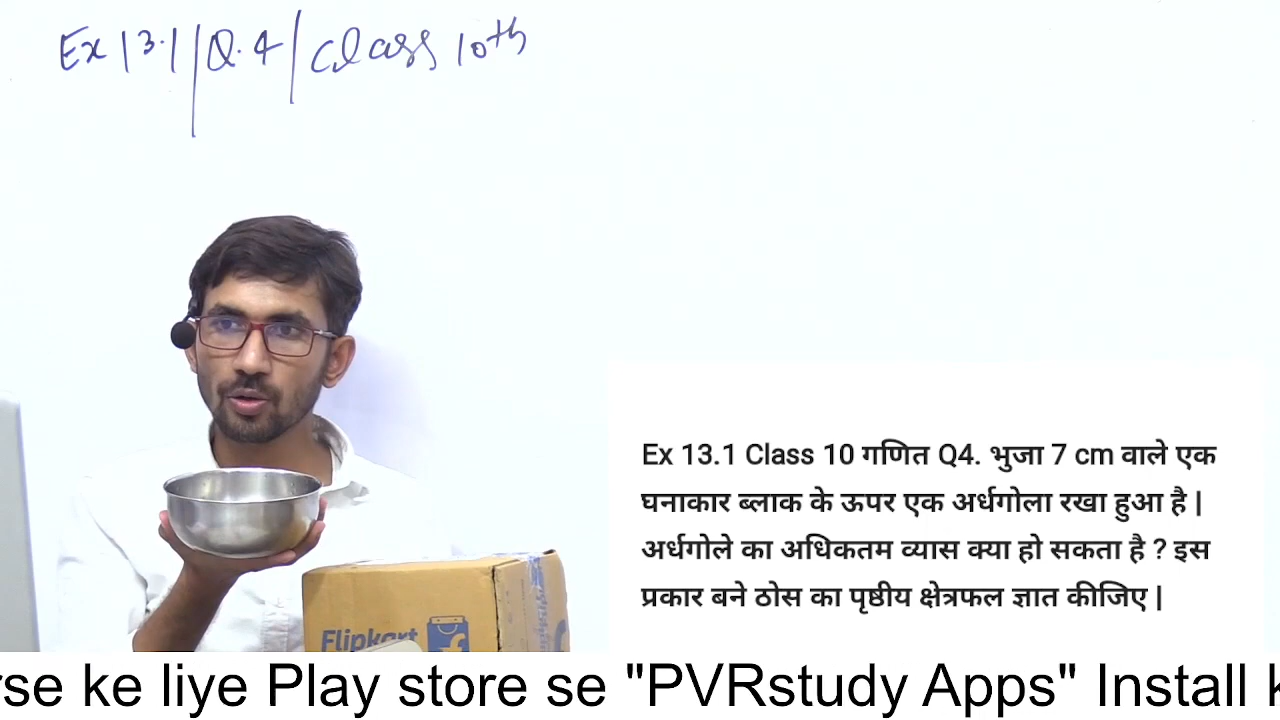 Ex 13.1 | Q.4 | Class 10th
Ex 13.1 Class 10 गणित Q4. भुजा 7 cm वाले एक
घनाकार ब्लाक के ऊपर एक अर्धगोला रखा हुआ है |
अर्धगोले का अधिकतम व्यास क्या हो सकता है ? इस
प्रकार बने ठोस का पृष्ठीय क्षेत्रफल ज्ञात कीजिए |
Flipkart
rse ke liye Play store se "PVRstudy Apps" Install k